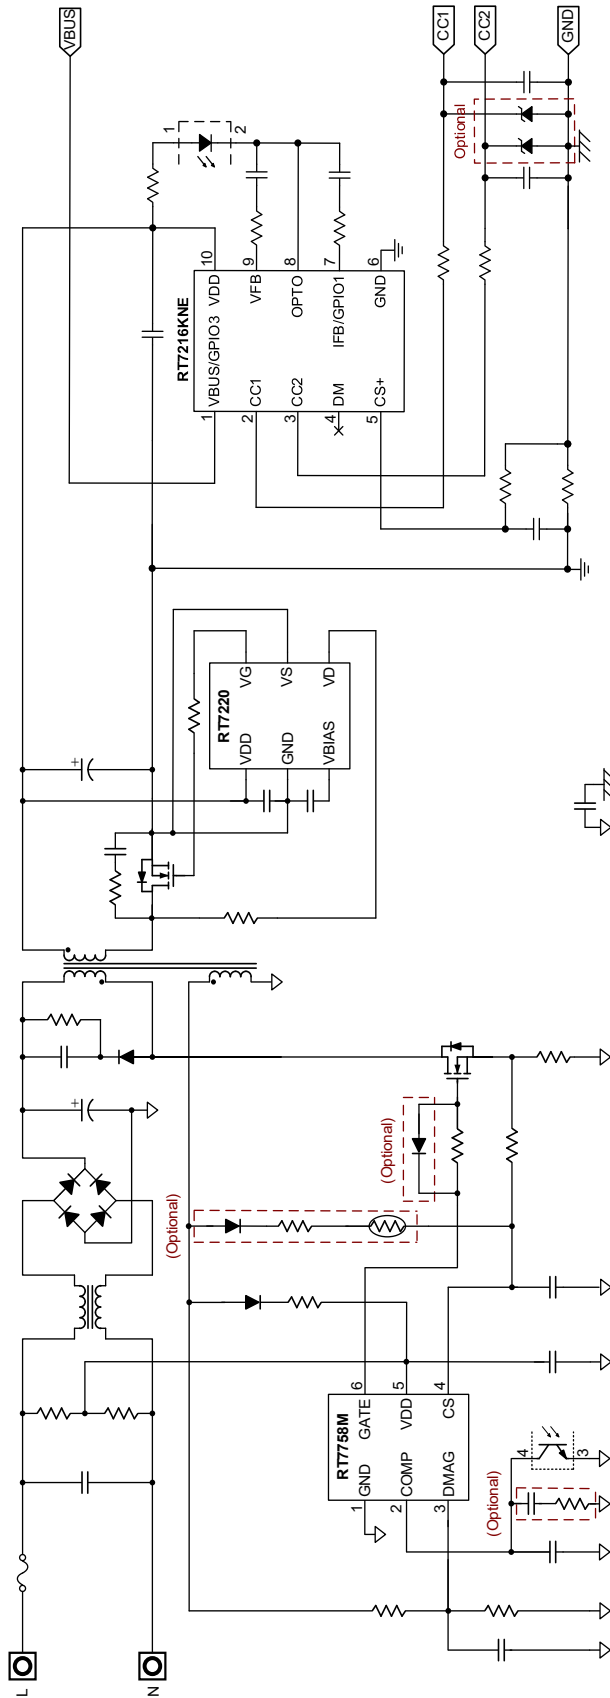 L
N
(Optional)
RT7758M
1 GND
2 COMP
3 DMAG
GATE 6
VDD 5
CS 4
4
3
(Optional)
(Optional)
+
+
RT7220
VDD
GND
VBIAS
VG
VS
VD
RT7216KNE
1 VBUS/GPIO3
2 CC1
3 CC2
4 DM
5 CS+
VDD 10
VFB 9
OPTO 8
IFB/GPIO1 7
GND 6
1
2
VBUS
CC1
CC2
GND
Optional